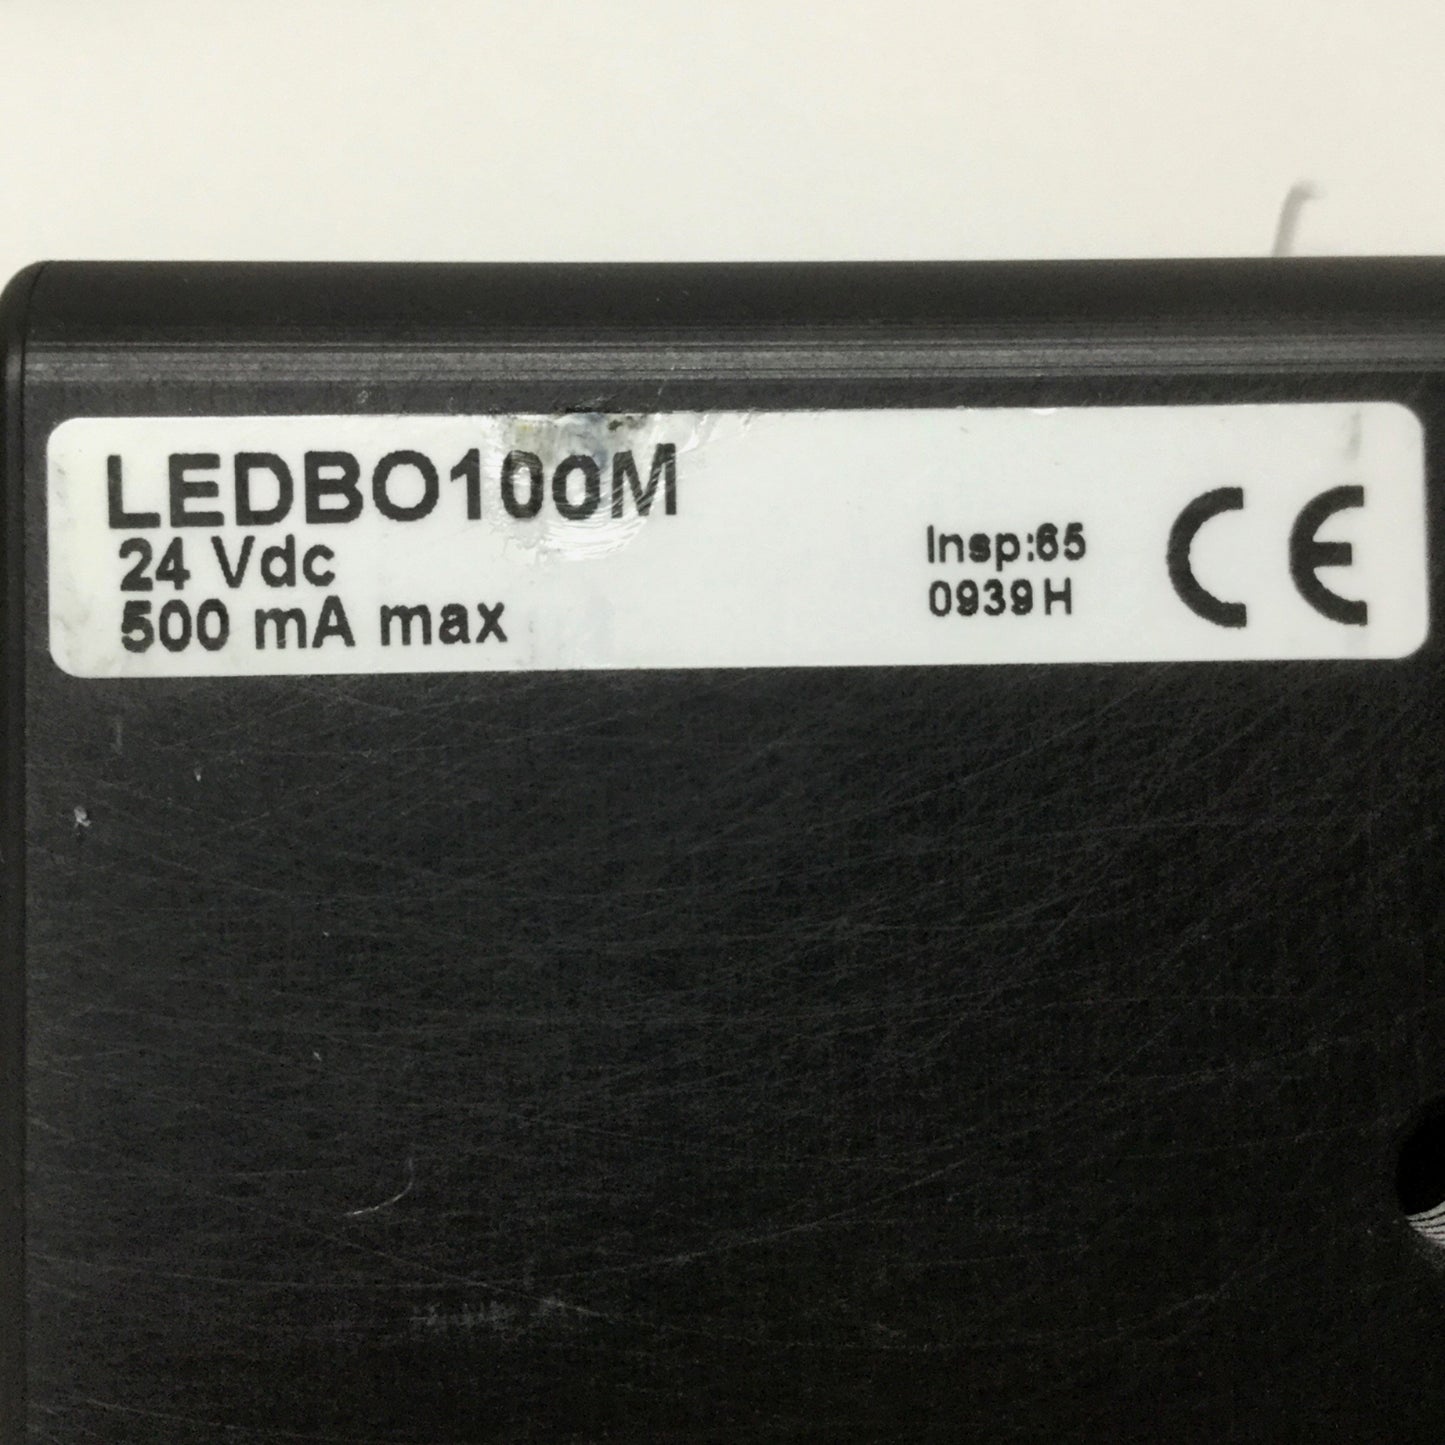 LEDBO100M
24 Vdc
500 mA max
Insp:65
0939 H
CE